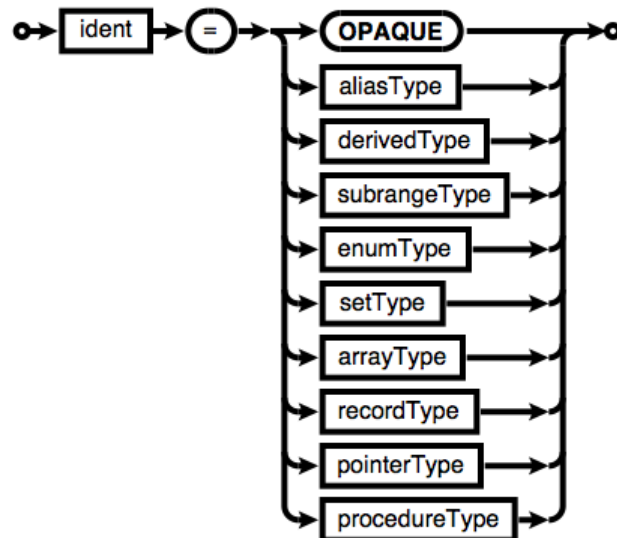 ident = OPAQUE
aliasType
derivedType
subrangeType
enumType
setType
arrayType
recordType
pointerType
procedureType